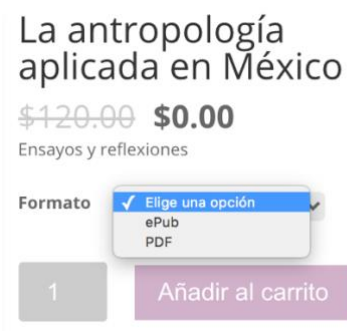 La antropología
aplicada en México
$120.00 $0.00
Ensayos y reflexiones
Formato
Elige una opción
ePub
PDF
1 Añadir al carrito